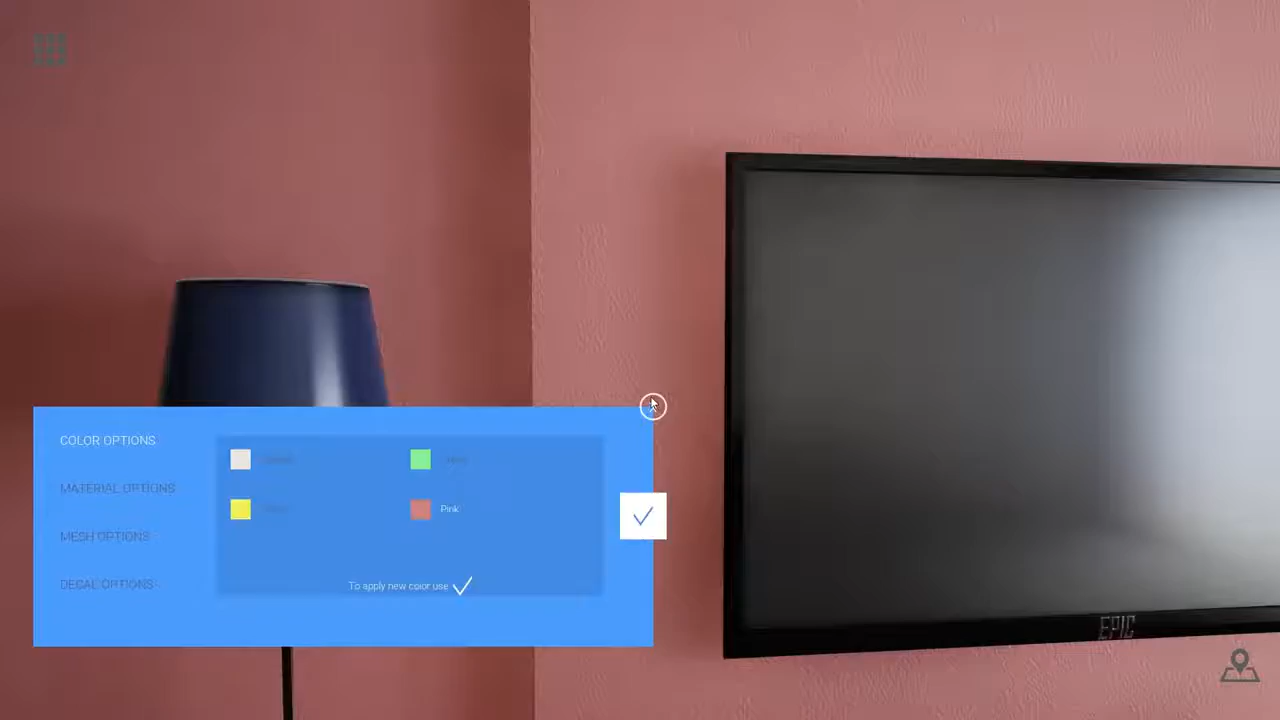 COLOR OPTIONS
MATERIAL OPTIONS
Pink
MESH OPTIONS
DECAL OPTIONS
To apply new color use
EPIC